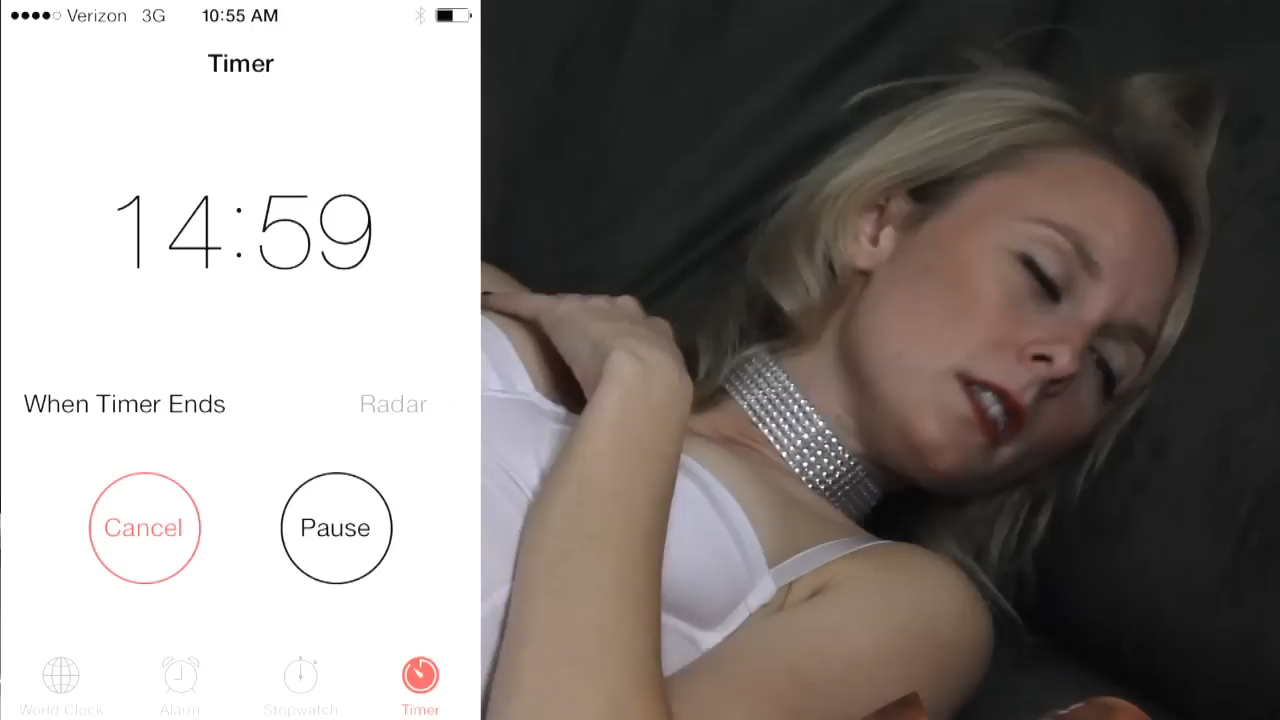 Verizon 3G 10:55 AM
Timer
14:59
When Timer Ends Radar
Cancel Pause
World Clock Alarm Stopwatch Timer